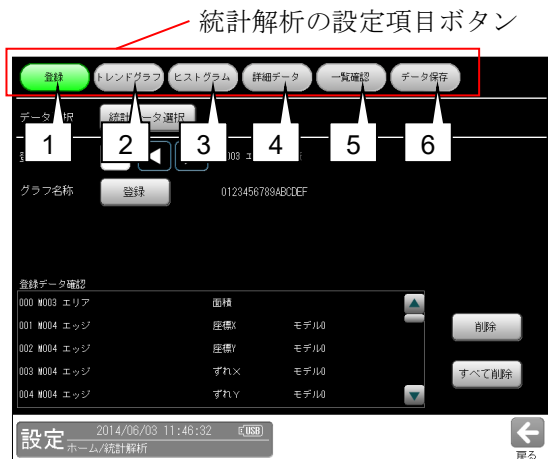 統計解析の設定項目ボタン
登録 トレンドグラフ ヒストグラム 詳細データ 一覧確認 データ保存
1 2 3 4 5 6
グラフ名称 登録 0123456789ABCDEF
登録データ確認
000 M003 エリア 面積
001 M004 エッジ 座標X モデル0
002 M004 エッジ 座標Y モデル0
003 M004 エッジ ずれX モデル0
004 M004 エッジ ずれY モデル0
削除
すべて削除
設定 2014/06/03 11:46:32 USB
ホーム/統計解析
戻る